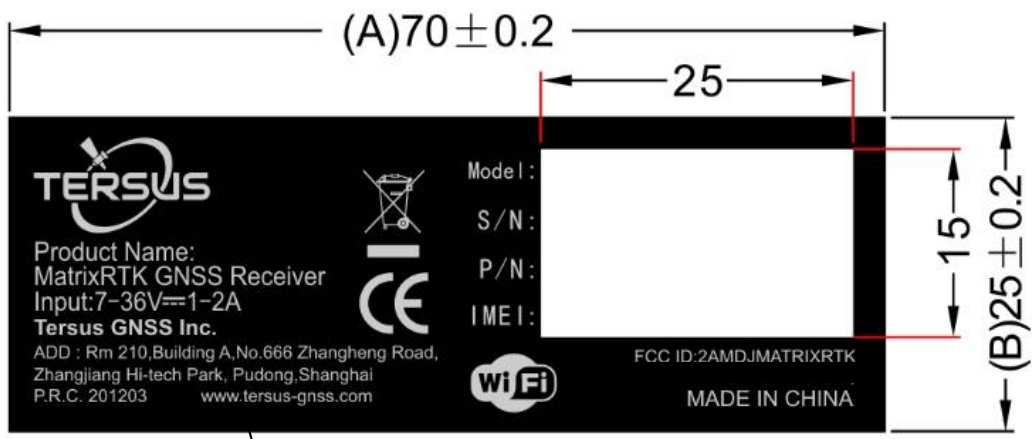 (A)70±0.2
25
TERSUS
Product Name:
MatrixRTK GNSS Receiver
Input:7-36V⎓1-2A
Tersus GNSS Inc.
ADD : Rm 210,Building A,No.666 Zhangheng Road,
Zhangjiang Hi-tech Park, Pudong,Shanghai
P.R.C. 201203 www.tersus-gnss.com
CE
Model:
S/N:
P/N:
IMEI:
WiFi
FCC ID:2AMDJMATRIXRTK
MADE IN CHINA
15
(B)25±0.2